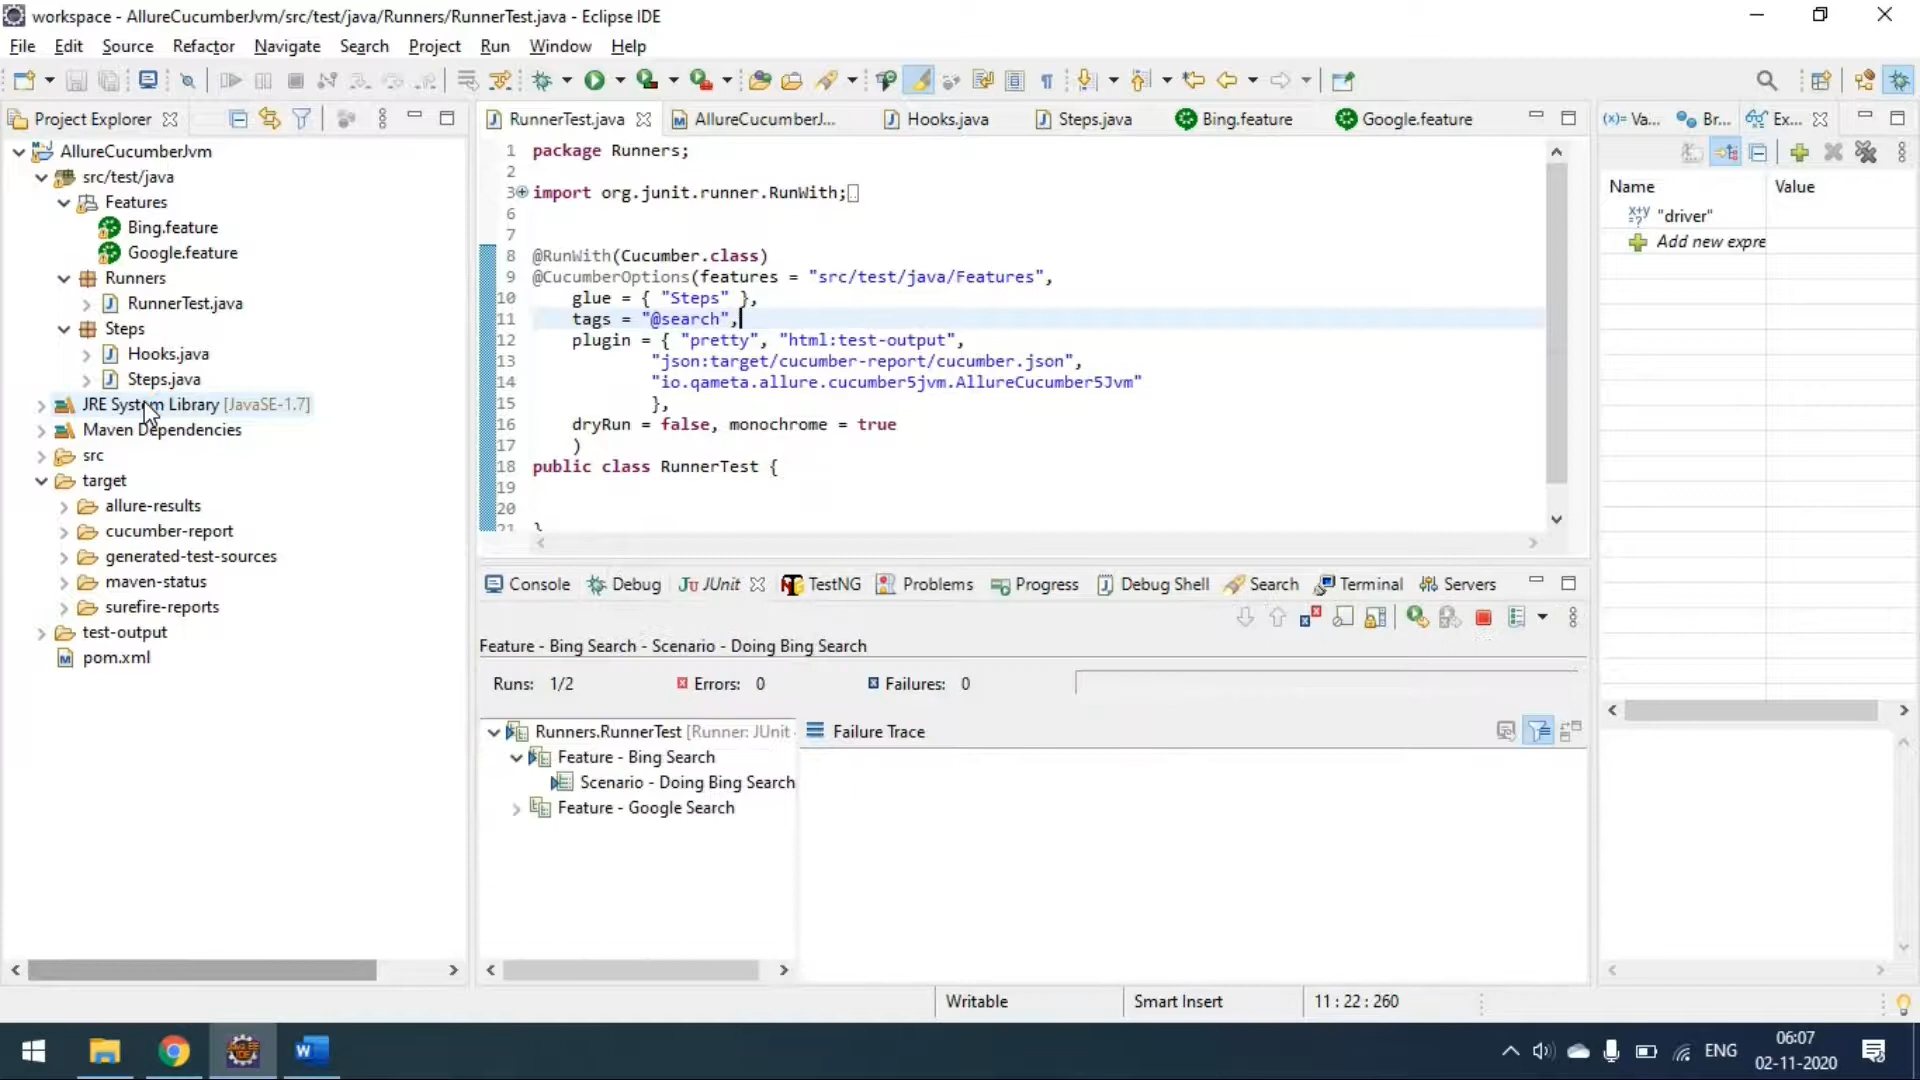 workspace - AllureCucumberJvm/src/test/java/Runners/RunnerTest.java - Eclipse IDE
File Edit Source Refactor Navigate Search Project Run Window Help
Project Explorer
AllureCucumberJvm
src/test/java
Features
Bing.feature
Google.feature
Runners
RunnerTest.java
Steps
Hooks.java
Steps.java
JRE System Library [JavaSE-1.7]
Maven Dependencies
src
target
allure-results
cucumber-report
generated-test-sources
maven-status
surefire-reports
test-output
pom.xml
RunnerTest.java AllureCucumberJ... Hooks.java Steps.java Bing.feature Google.feature
1 package Runners;
2
3 import org.junit.runner.RunWith;
6
7
8 @RunWith(Cucumber.class)
9 @CucumberOptions(features = "src/test/java/Features",
10 glue = { "Steps" },
11 tags = "@search",
12 plugin = { "pretty", "html:test-output",
13 "json:target/cucumber-report/cucumber.json",
14 "io.qameta.allure.cucumber5jvm.AllureCucumber5Jvm"
15 },
16 dryRun = false, monochrome = true
17 )
18 public class RunnerTest {
19
20
21 }
(x)= Va... Br... Ex...
Name Value
"driver"
Add new expre
Console Debug JUnit TestNG Problems Progress Debug Shell Search Terminal Servers
Feature - Bing Search - Scenario - Doing Bing Search
Runs: 1/2 Errors: 0 Failures: 0
Runners.RunnerTest [Runner: JUnit
Feature - Bing Search
Scenario - Doing Bing Search
Feature - Google Search
Failure Trace
Writable Smart Insert 11 : 22 : 260
ENG
06:07
02-11-2020